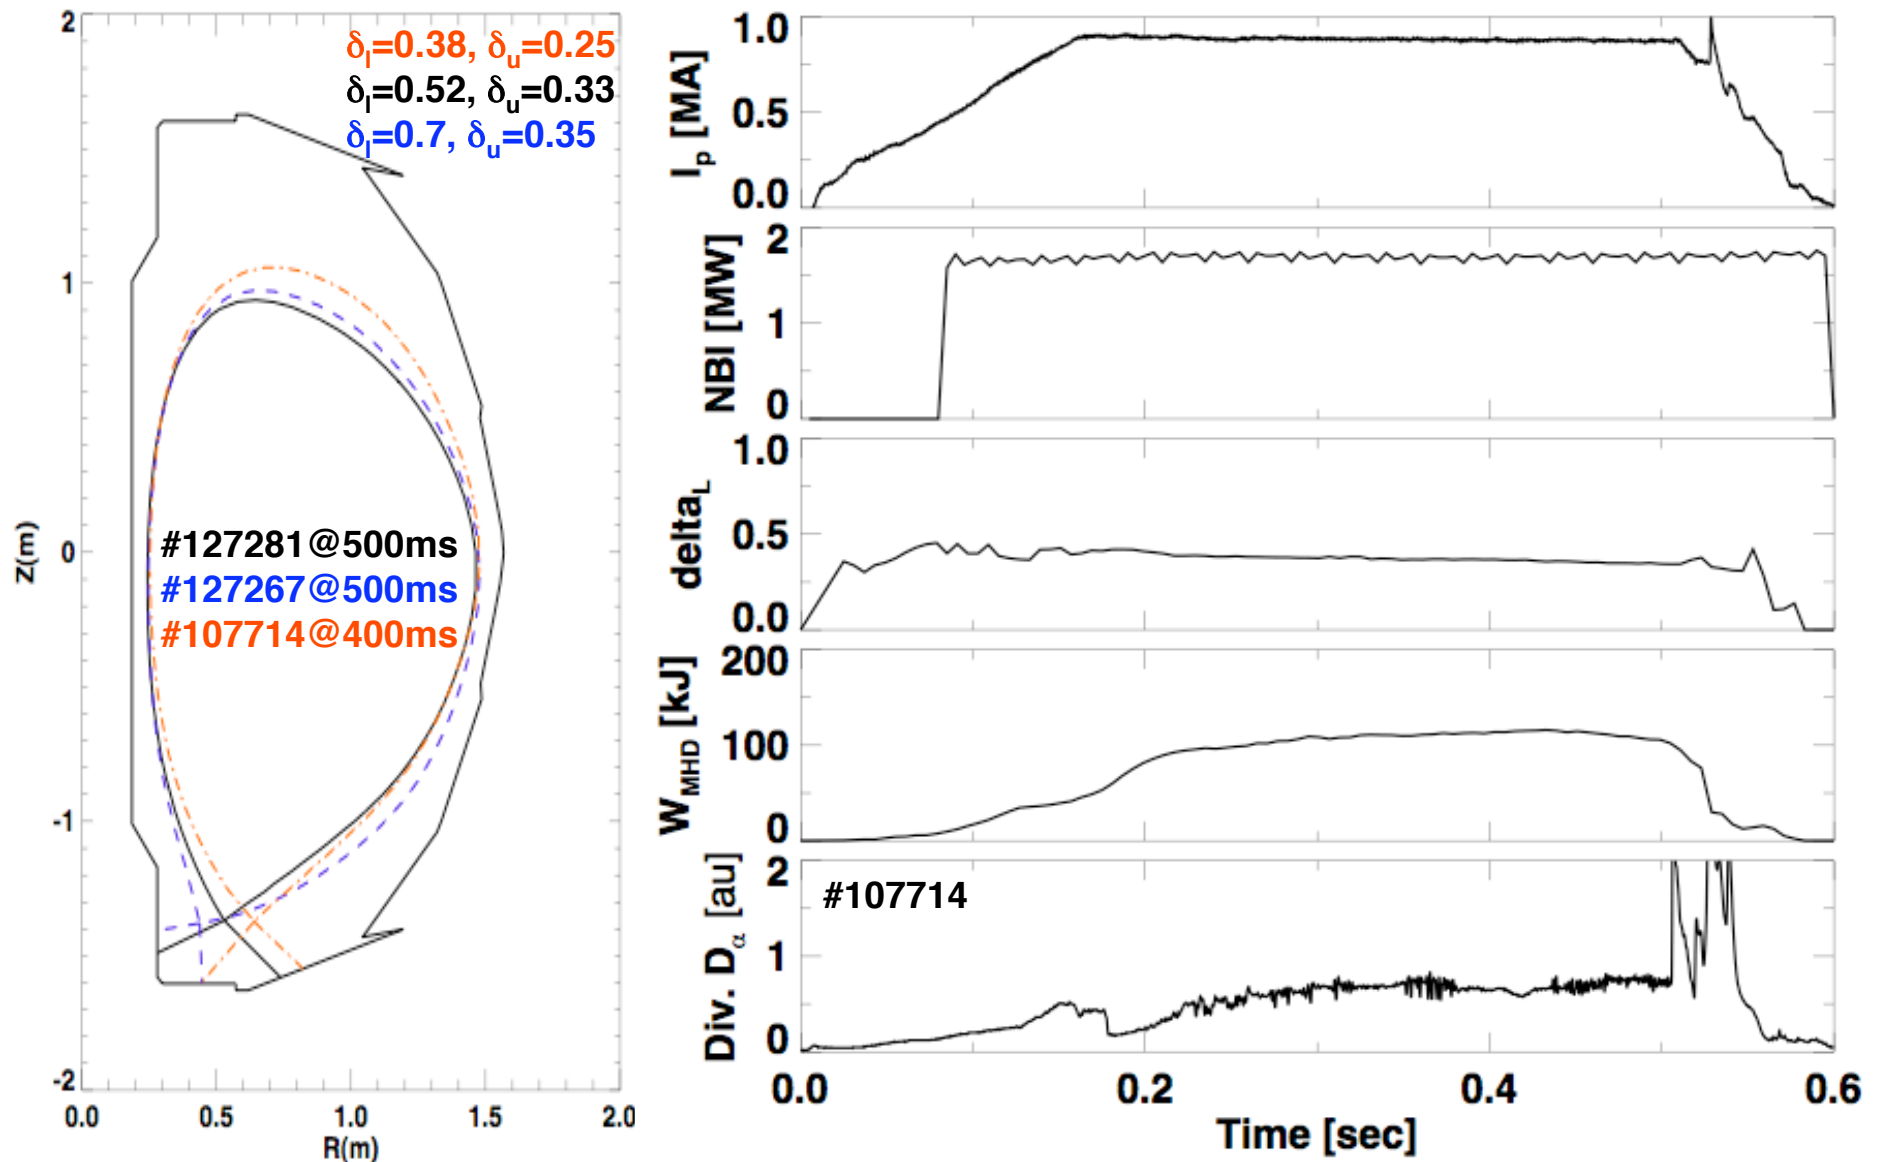 δl=0.38, δu=0.25
δl=0.52, δu=0.33
δl=0.7, δu=0.35
#127281@500ms
#127267@500ms
#107714@400ms
Z(m)
2
1
0
-1
-2
0.0 0.5 1.0 1.5 2.0
R(m)
Ip [MA]
1.0
0.5
0.0
NBI [MW]
2
1
0
deltaL
1.0
0.5
0.0
WMHD [kJ]
200
100
0
Div. Dα [au]
2
1
0
#107714
0.0 0.2 0.4 0.6
Time [sec]